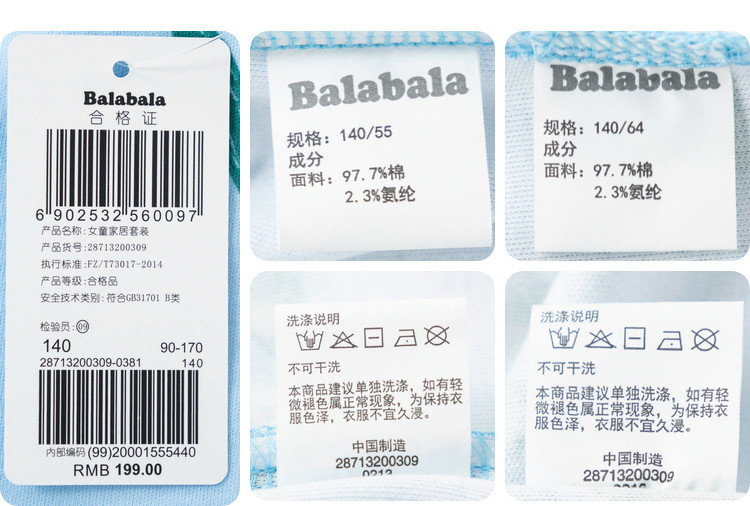 Balabala
合格证
6 902532 560097
产品名称:女童家居套装
产品货号:28713200309
执行标准:FZ/T73017-2014
产品等级:合格品
安全技术类别:符合GB31701 B类
检验员:09
140 90-170
28713200309-0381 140
内部编码(99)20001555440
RMB 199.00
Balabala
规格：140/55
成分
面料：97.7%棉
2.3%氨纶
Balabala
规格：140/64
成分
面料：97.7%棉
2.3%氨纶
洗涤说明
不可干洗
本商品建议单独洗涤，如有轻
微褪色属正常现象，为保持衣
服色泽，衣服不宜久浸。
中国制造
28713200309
洗涤说明
不可干洗
本商品建议单独洗涤，如有轻
微褪色属正常现象，为保持衣
服色泽，衣服不宜久浸。
中国制造
28713200309